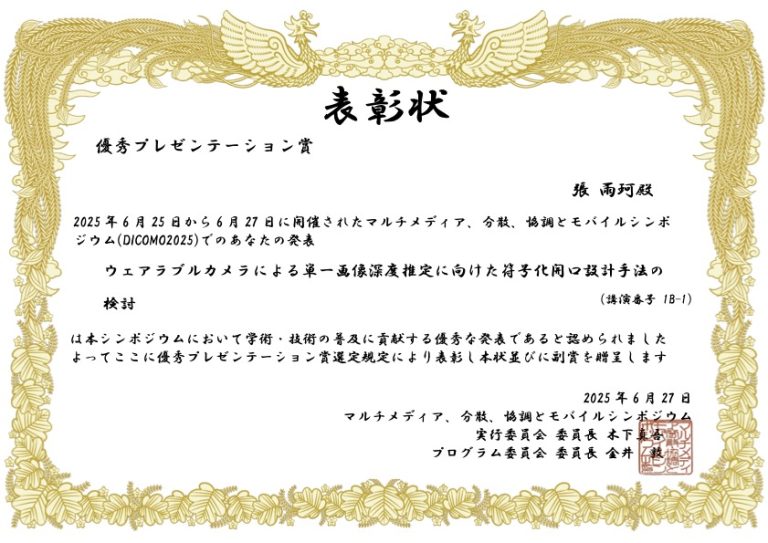 表彰状
優秀プレゼンテーション賞
張 雨珂殿
2025年6月25日から6月27日に開催されたマルチメディア、分散、協調とモバイルシンポ
ジウム(DICOMO2025)でのあなたの発表
ウェアラブルカメラによる単一画像深度推定に向けた符号化開口設計手法の
検討
(講演番号 1B-1)
は本シンポジウムにおいて学術・技術の普及に貢献する優秀な発表であると認められました
よってここに優秀プレゼンテーション賞選定規定により表彰し本状並びに副賞を贈呈します
2025年6月27日
マルチメディア、分散、協調とモバイルシンポジウム
実行委員会 委員長 木下真吾
プログラム委員会 委員長 金井 毅